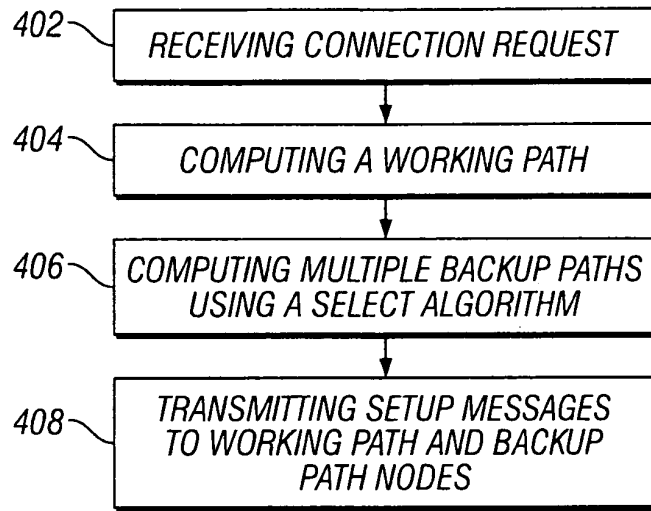 402
RECEIVING CONNECTION REQUEST
404
COMPUTING A WORKING PATH
406
COMPUTING MULTIPLE BACKUP PATHS
USING A SELECT ALGORITHM
408
TRANSMITTING SETUP MESSAGES
TO WORKING PATH AND BACKUP
PATH NODES